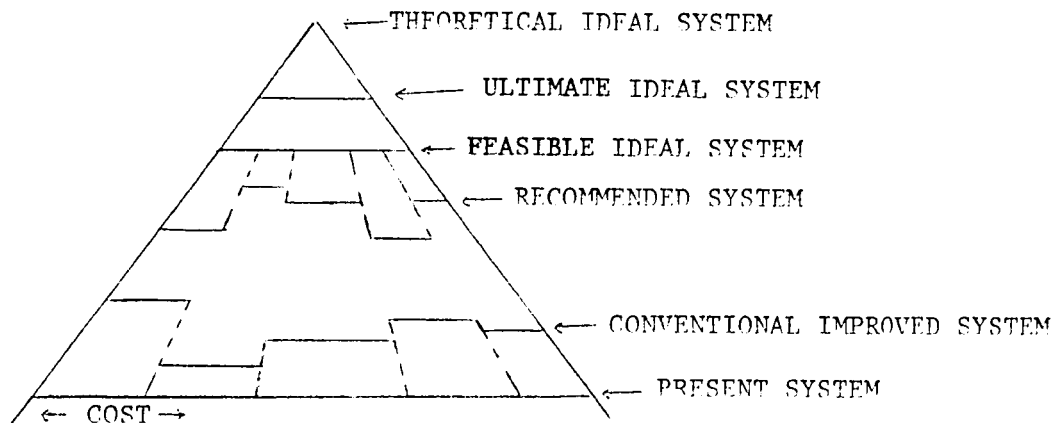 THEORETICAL IDEAL SYSTEM
ULTIMATE IDEAL SYSTEM
FEASIBLE IDEAL SYSTEM
RECOMMENDED SYSTEM
CONVENTIONAL IMPROVED SYSTEM
PRESENT SYSTEM
COST